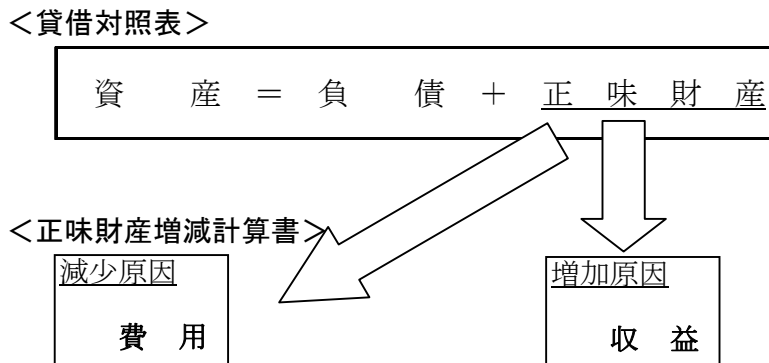 ＜貸借対照表＞
資産＝負債＋正味財産
＜正味財産増減計算書＞
減少原因
費用
増加原因
収益